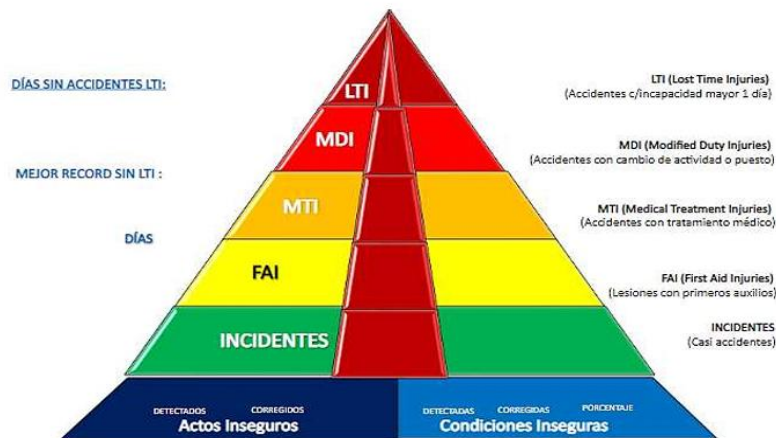 DÍAS SIN ACCIDENTES LTI:
MEJOR RECORD SIN LTI :
DÍAS
LTI
MDI
MTI
FAI
INCIDENTES
LTI (Lost Time Injuries)
(Accidentes c/incapacidad mayor 1 día)
MDI (Modified Duty Injuries)
(Accidentes con cambio de actividad o puesto)
MTI (Medical Treatment Injuries)
(Accidentes con tratamiento médico)
FAI (First Aid Injuries)
(Lesiones con primeros auxilios)
INCIDENTES
(Casi accidentes)
DETECTADOS CORREGIDOS
Actos Inseguros
DETECTADAS CORREGIDAS PORCENTAJE
Condiciones Inseguras